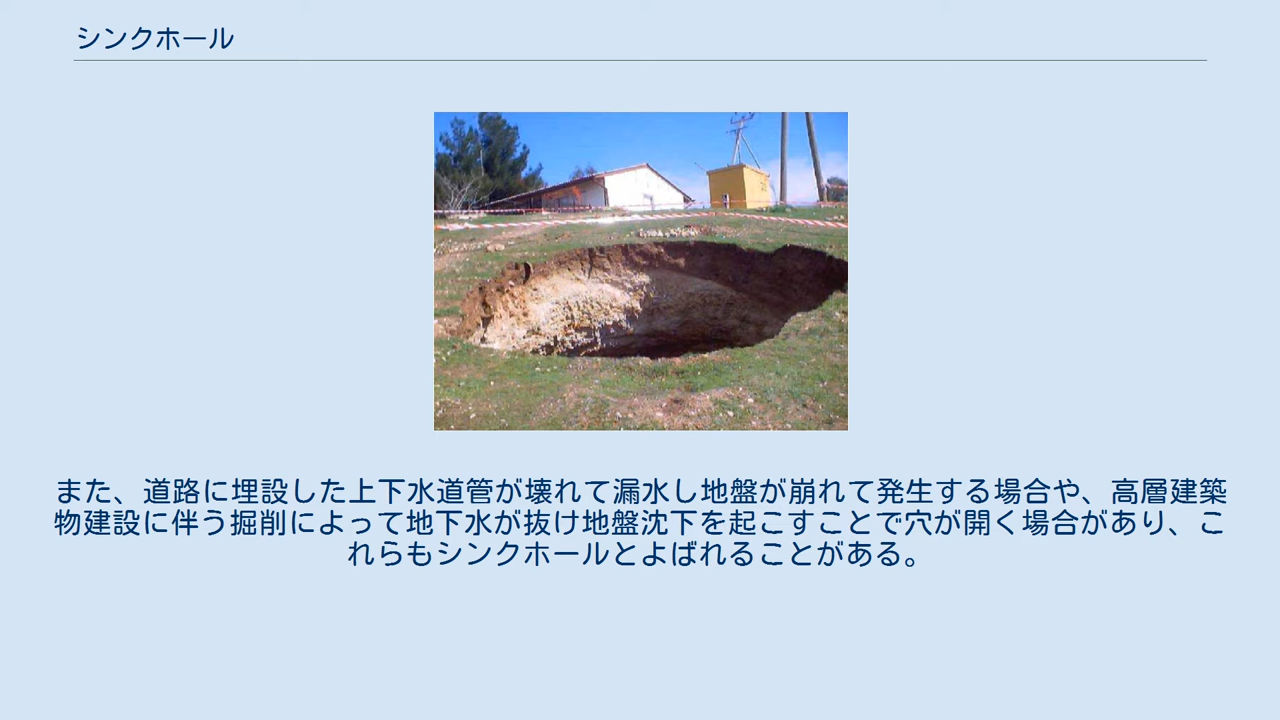 シンクホール
また、道路に埋設した上下水道管が壊れて漏水し地盤が崩れて発生する場合や、高層建築
物建設に伴う掘削によって地下水が抜け地盤沈下を起こすことで穴が開く場合があり、こ
れらもシンクホールとよばれることがある。